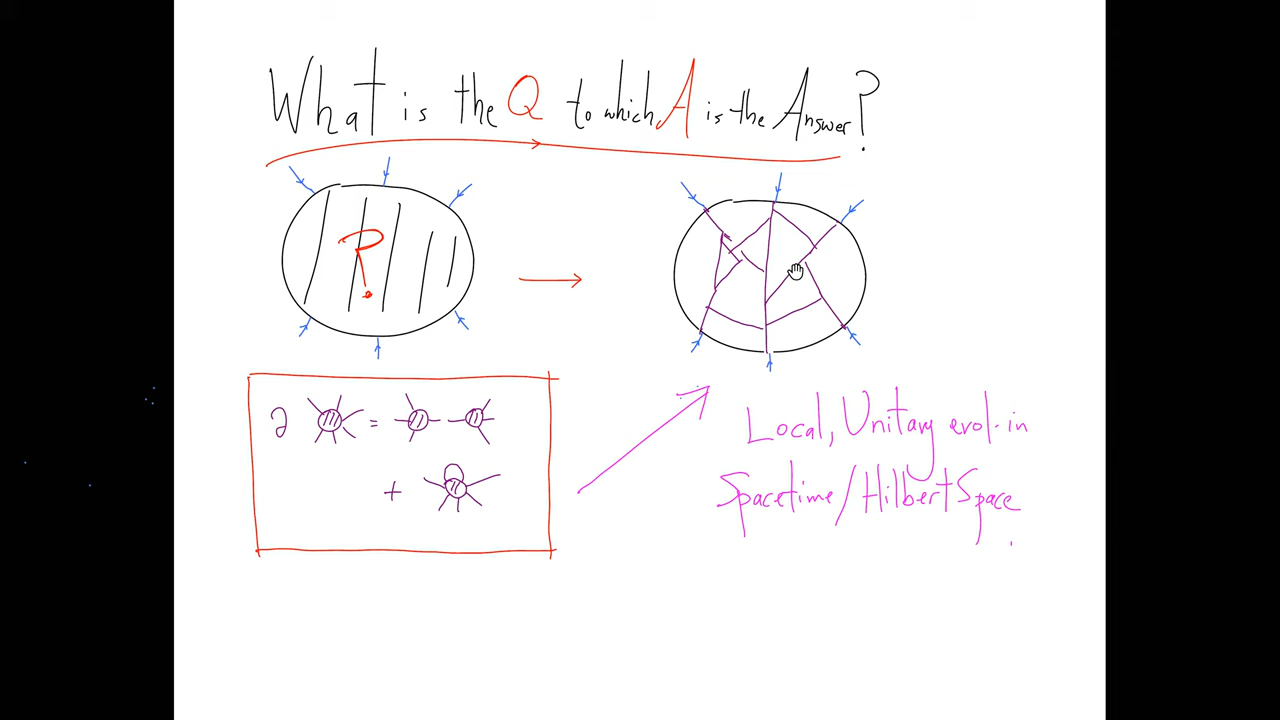 What is the Q to which A is the Answer?
?
∂ = 
+
Local, Unitary evol. in
Spacetime/Hilbert Space